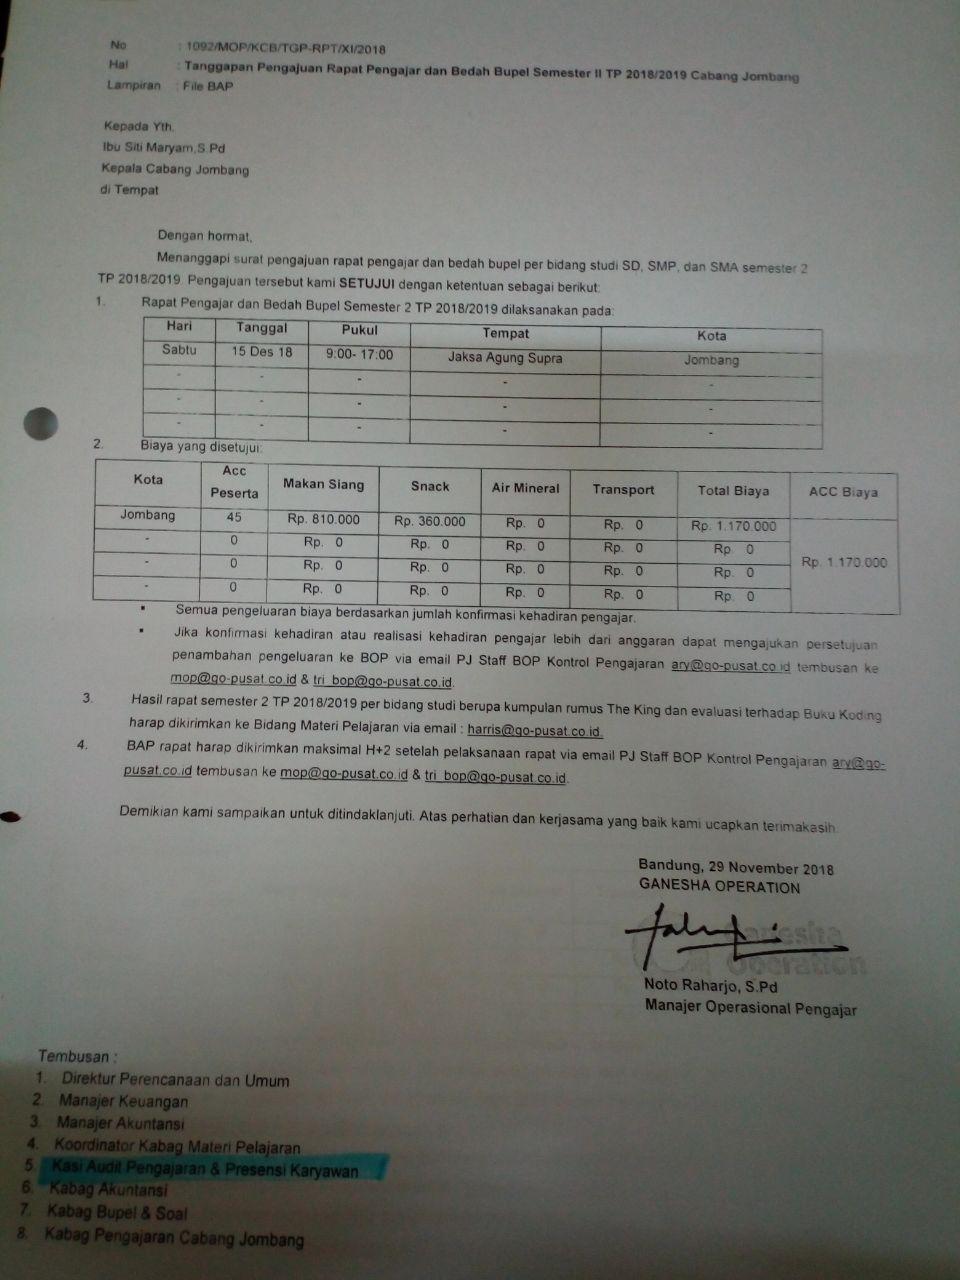 No : 1092/MOP/KCB/TGP-RPT/XI/2018
Hal : Tanggapan Pengajuan Rapat Pengajar dan Bedah Bupel Semester II TP 2018/2019 Cabang Jombang
Lampiran : File BAP
Kepada Yth.
Ibu Siti Maryam,S.Pd
Kepala Cabang Jombang
di Tempat
Dengan hormat,
Menanggapi surat pengajuan rapat pengajar dan bedah bupel per bidang studi SD, SMP, dan SMA semester 2
TP 2018/2019 Pengajuan tersebut kami SETUJUI dengan ketentuan sebagai berikut:
1. Rapat Pengajar dan Bedah Bupel Semester 2 TP 2018/2019 dilaksanakan pada:
Hari Tanggal Pukul Tempat Kota
Sabtu 15 Des 18 9:00- 17:00 Jaksa Agung Supra Jombang
- - - - -
- - - - -
- - - - -
2. Biaya yang disetujui:
Kota Acc Peserta Makan Siang Snack Air Mineral Transport Total Biaya ACC Biaya
Jombang 45 Rp. 810.000 Rp. 360.000 Rp. 0 Rp. 0 Rp. 1.170.000 Rp. 1.170.000
- 0 Rp. 0 Rp. 0 Rp. 0 Rp. 0 Rp. 0
- 0 Rp. 0 Rp. 0 Rp. 0 Rp. 0 Rp. 0
- 0 Rp. 0 Rp. 0 Rp. 0 Rp. 0 Rp. 0
▪ Semua pengeluaran biaya berdasarkan jumlah konfirmasi kehadiran pengajar.
▪ Jika konfirmasi kehadiran atau realisasi kehadiran pengajar lebih dari anggaran dapat mengajukan persetujuan
penambahan pengeluaran ke BOP via email PJ Staff BOP Kontrol Pengajaran ary@go-pusat.co.id tembusan ke
mop@go-pusat.co.id & tri_bop@go-pusat.co.id.
3. Hasil rapat semester 2 TP 2018/2019 per bidang studi berupa kumpulan rumus The King dan evaluasi terhadap Buku Koding
harap dikirimkan ke Bidang Materi Pelajaran via email : harris@go-pusat.co.id.
4. BAP rapat harap dikirimkan maksimal H+2 setelah pelaksanaan rapat via email PJ Staff BOP Kontrol Pengajaran ary@go-
pusat.co.id tembusan ke mop@go-pusat.co.id & tri_bop@go-pusat.co.id.
Demikian kami sampaikan untuk ditindaklanjuti. Atas perhatian dan kerjasama yang baik kami ucapkan terimakasih.
Bandung, 29 November 2018
GANESHA OPERATION
Ganesha
Operation
Noto Raharjo, S.Pd
Manajer Operasional Pengajar
Tembusan :
1. Direktur Perencanaan dan Umum
2. Manajer Keuangan
3. Manajer Akuntansi
4. Koordinator Kabag Materi Pelajaran
5. Kasi Audit Pengajaran & Presensi Karyawan
6. Kabag Akuntansi
7. Kabag Bupel & Soal
8. Kabag Pengajaran Cabang Jombang